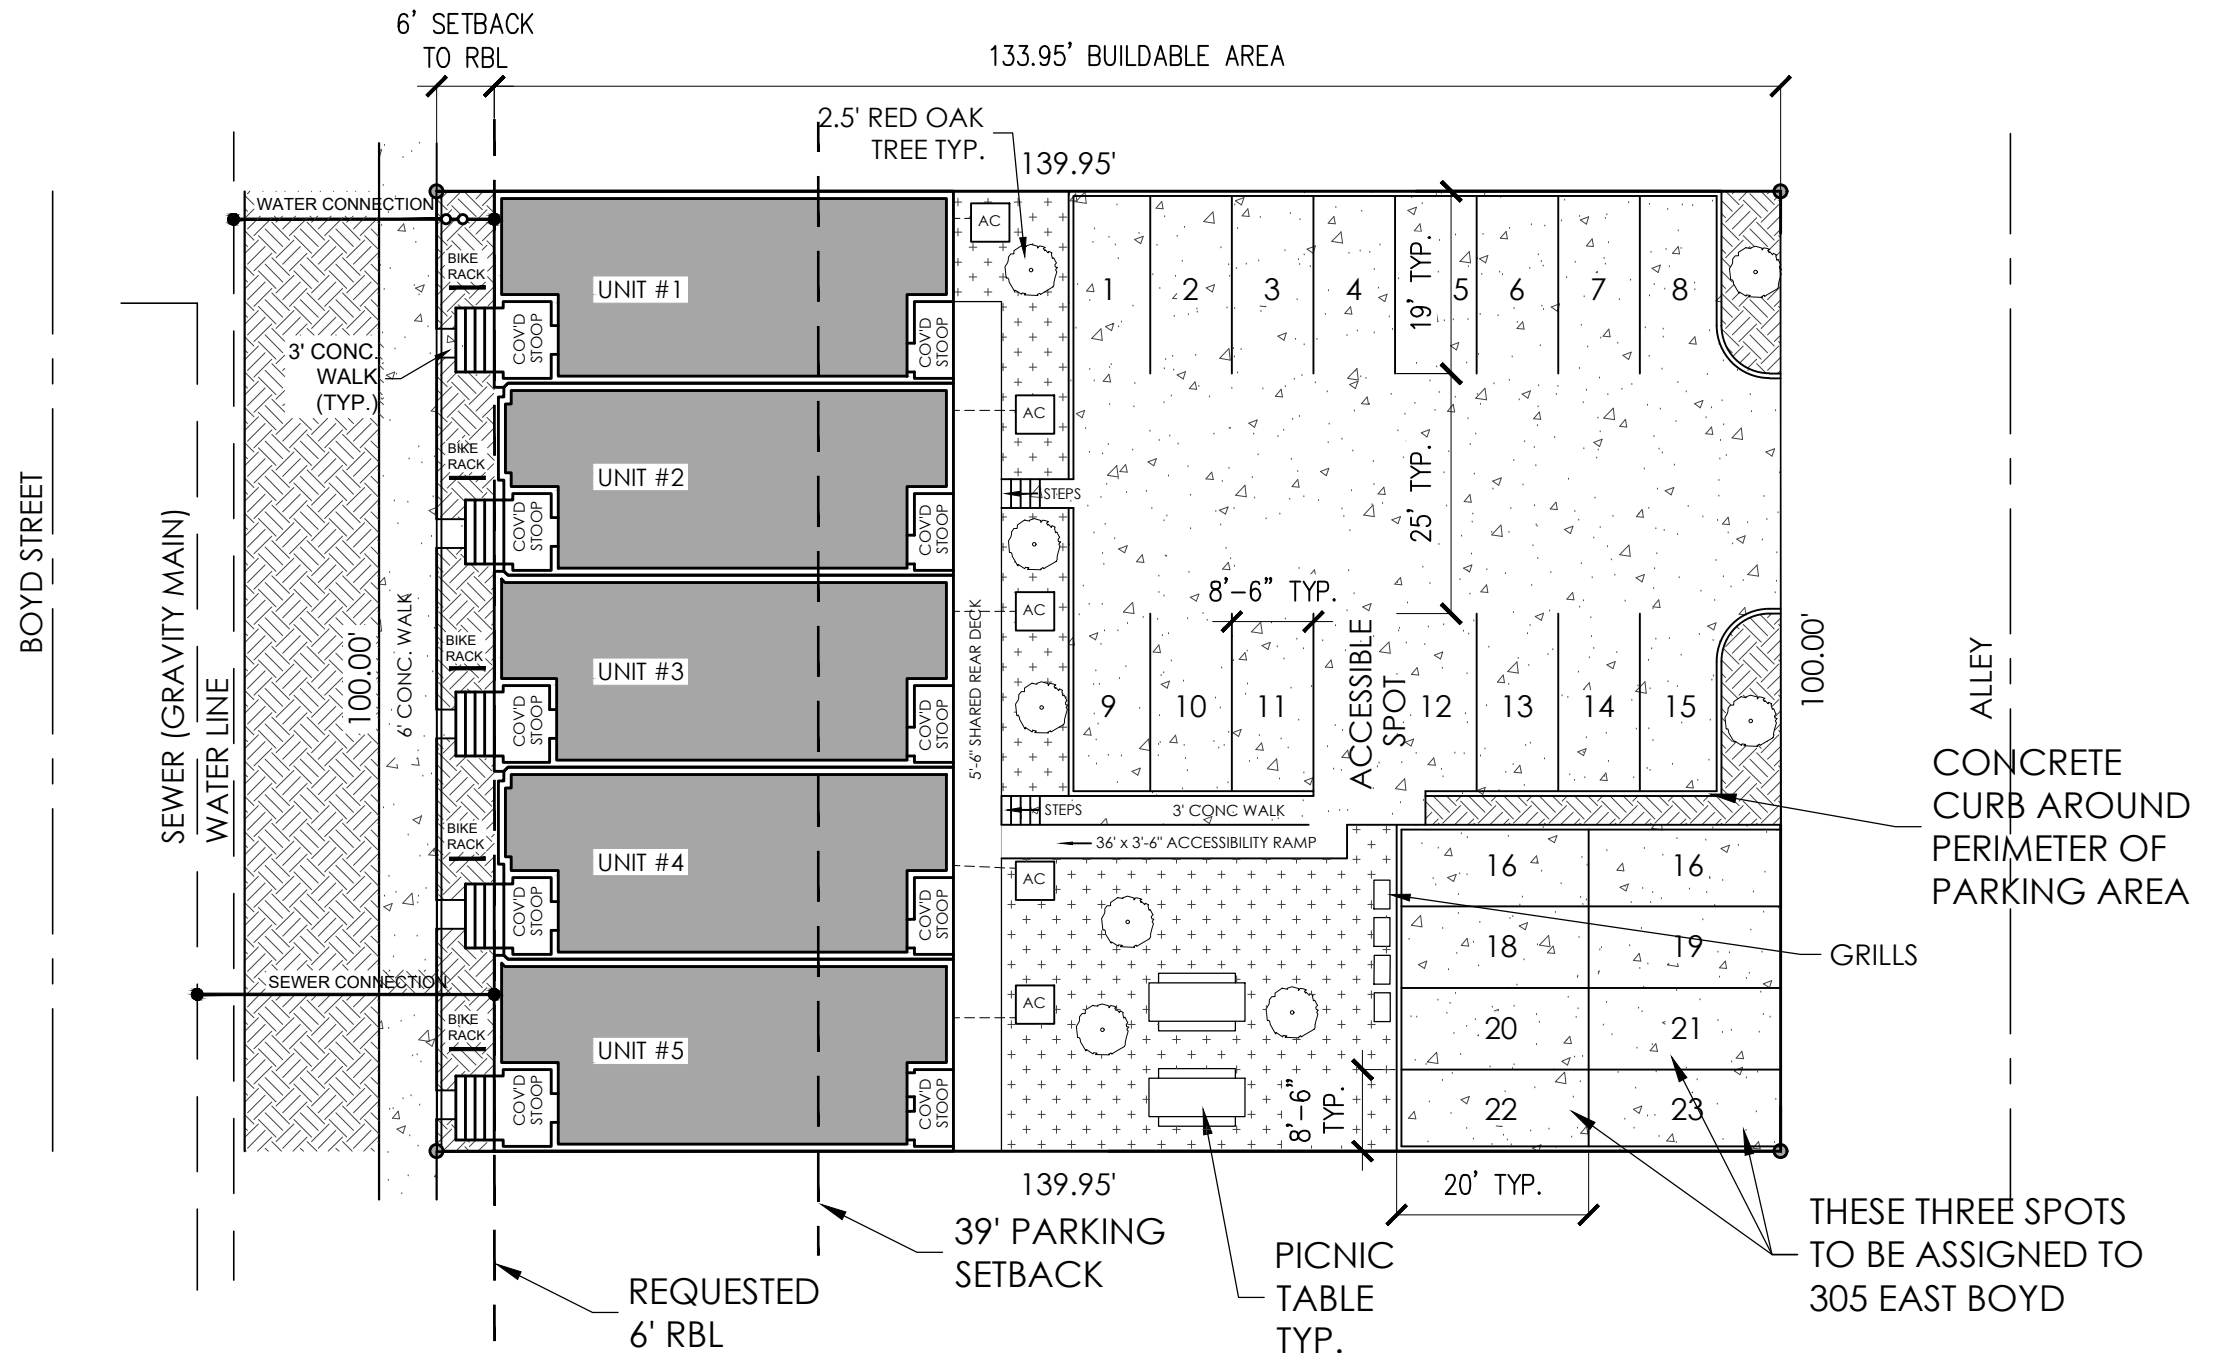 6' SETBACK
TO RBL
133.95' BUILDABLE AREA
2.5' RED OAK
TREE TYP.
139.95'
WATER CONNECTION
BIKE
RACK
UNIT #1
COV'D
STOOP
COV'D
STOOP
AC
3' CONC.
WALK
(TYP.)
1
2
3
4
5
6
7
8
19' TYP.
BIKE
RACK
UNIT #2
COV'D
STOOP
COV'D
STOOP
AC
STEPS
25' TYP.
BOYD STREET
SEWER (GRAVITY MAIN)
WATER LINE
100.00'
6' CONC. WALK
BIKE
RACK
UNIT #3
COV'D
STOOP
COV'D
STOOP
5'-6" SHARED REAR DECK
AC
8'-6" TYP.
ACCESSIBLE
SPOT
9
10
11
12
13
14
15
100.00'
ALLEY
CONCRETE
CURB AROUND
PERIMETER OF
PARKING AREA
STEPS
3' CONC WALK
36' x 3'-6" ACCESSIBILITY RAMP
BIKE
RACK
UNIT #4
COV'D
STOOP
COV'D
STOOP
AC
16
16
18
19
GRILLS
SEWER CONNECTION
BIKE
RACK
UNIT #5
COV'D
STOOP
COV'D
STOOP
AC
20
21
22
23
8'-6"
TYP.
139.95'
20' TYP.
39' PARKING
SETBACK
REQUESTED
6' RBL
PICNIC
TABLE
TYP.
THESE THREE SPOTS
TO BE ASSIGNED TO
305 EAST BOYD